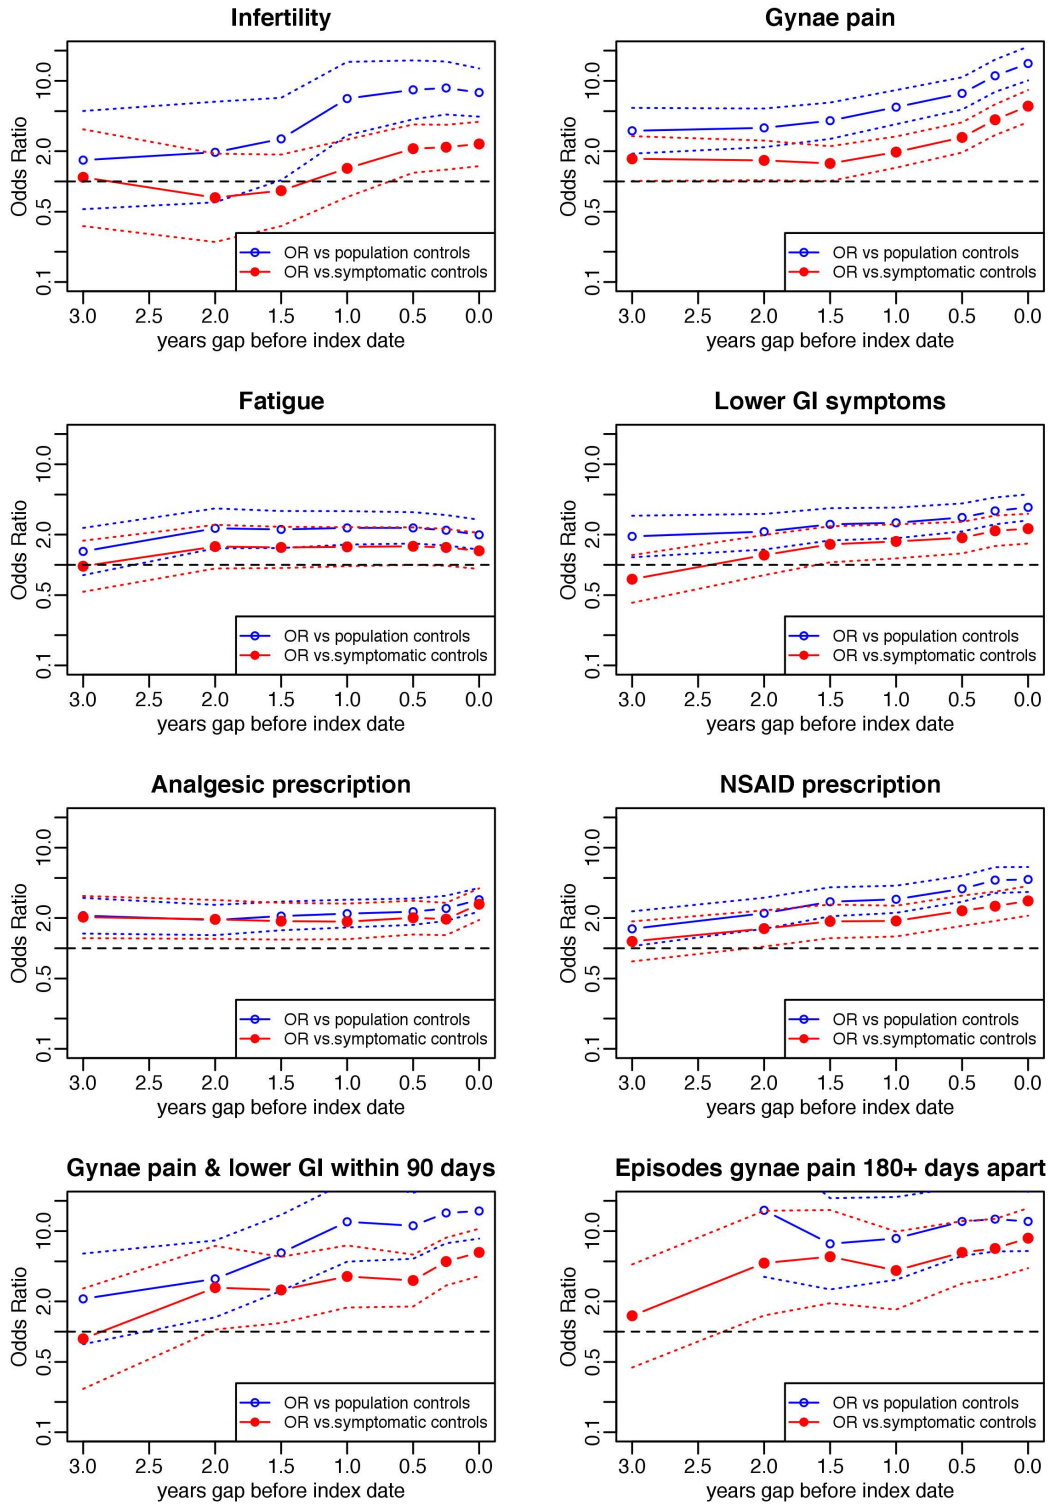 Infertility
Odds Ratio
10.0
2.0
0.5
0.1
OR vs population controls
OR vs.symptomatic controls
3.0 2.5 2.0 1.5 1.0 0.5 0.0
years gap before index date
Gynae pain
Odds Ratio
10.0
2.0
0.5
0.1
OR vs population controls
OR vs.symptomatic controls
3.0 2.5 2.0 1.5 1.0 0.5 0.0
years gap before index date
Fatigue
Odds Ratio
10.0
2.0
0.5
0.1
OR vs population controls
OR vs.symptomatic controls
3.0 2.5 2.0 1.5 1.0 0.5 0.0
years gap before index date
Lower GI symptoms
Odds Ratio
10.0
2.0
0.5
0.1
OR vs population controls
OR vs.symptomatic controls
3.0 2.5 2.0 1.5 1.0 0.5 0.0
years gap before index date
Analgesic prescription
Odds Ratio
10.0
2.0
0.5
0.1
OR vs population controls
OR vs.symptomatic controls
3.0 2.5 2.0 1.5 1.0 0.5 0.0
years gap before index date
NSAID prescription
Odds Ratio
10.0
2.0
0.5
0.1
OR vs population controls
OR vs.symptomatic controls
3.0 2.5 2.0 1.5 1.0 0.5 0.0
years gap before index date
Gynae pain & lower GI within 90 days
Odds Ratio
10.0
2.0
0.5
0.1
OR vs population controls
OR vs.symptomatic controls
3.0 2.5 2.0 1.5 1.0 0.5 0.0
years gap before index date
Episodes gynae pain 180+ days apart
Odds Ratio
10.0
2.0
0.5
0.1
OR vs population controls
OR vs.symptomatic controls
3.0 2.5 2.0 1.5 1.0 0.5 0.0
years gap before index date